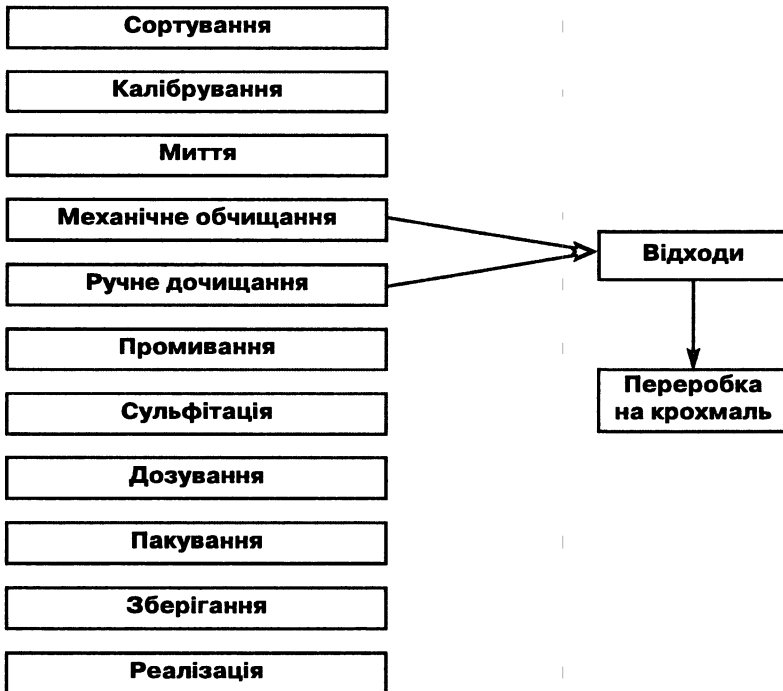 Сортування
Калібрування
Миття
Механічне обчищання
Ручне дочищання
Промивання
Сульфітація
Дозування
Пакування
Зберігання
Реалізація
Відходи
Переробка
на крохмаль